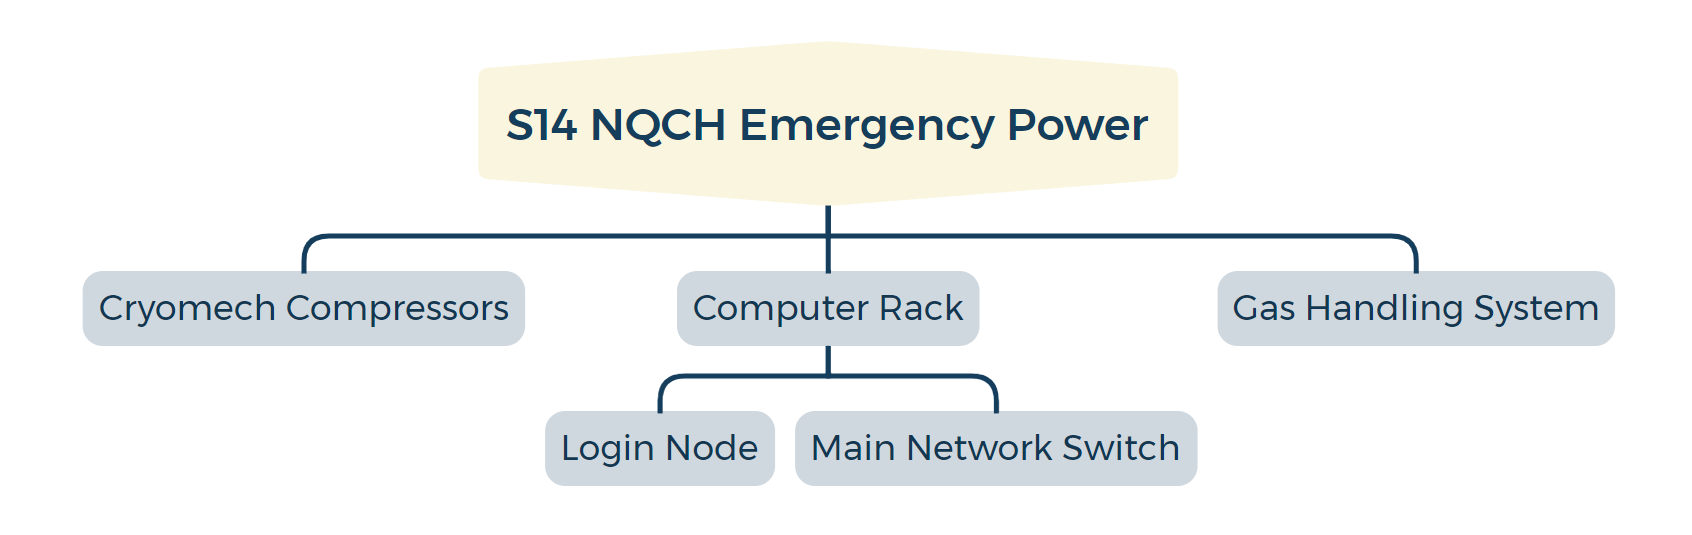 S14 NQCH Emergency Power
Cryomech Compressors
Computer Rack
Gas Handling System
Login Node
Main Network Switch